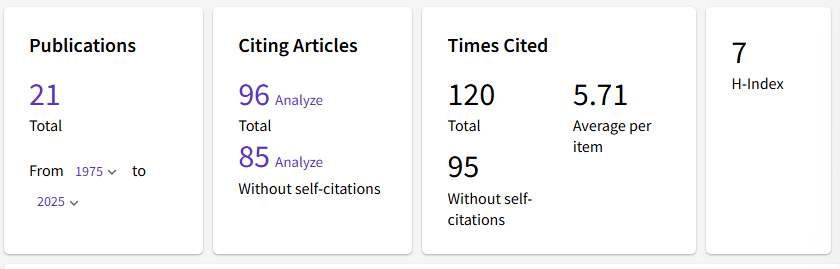 Publications
21
Total
From 1975 to
2025
Citing Articles
96 Analyze
Total
85 Analyze
Without self-citations
Times Cited
120
Total
95
Without self-
citations
5.71
Average per
item
7
H-Index